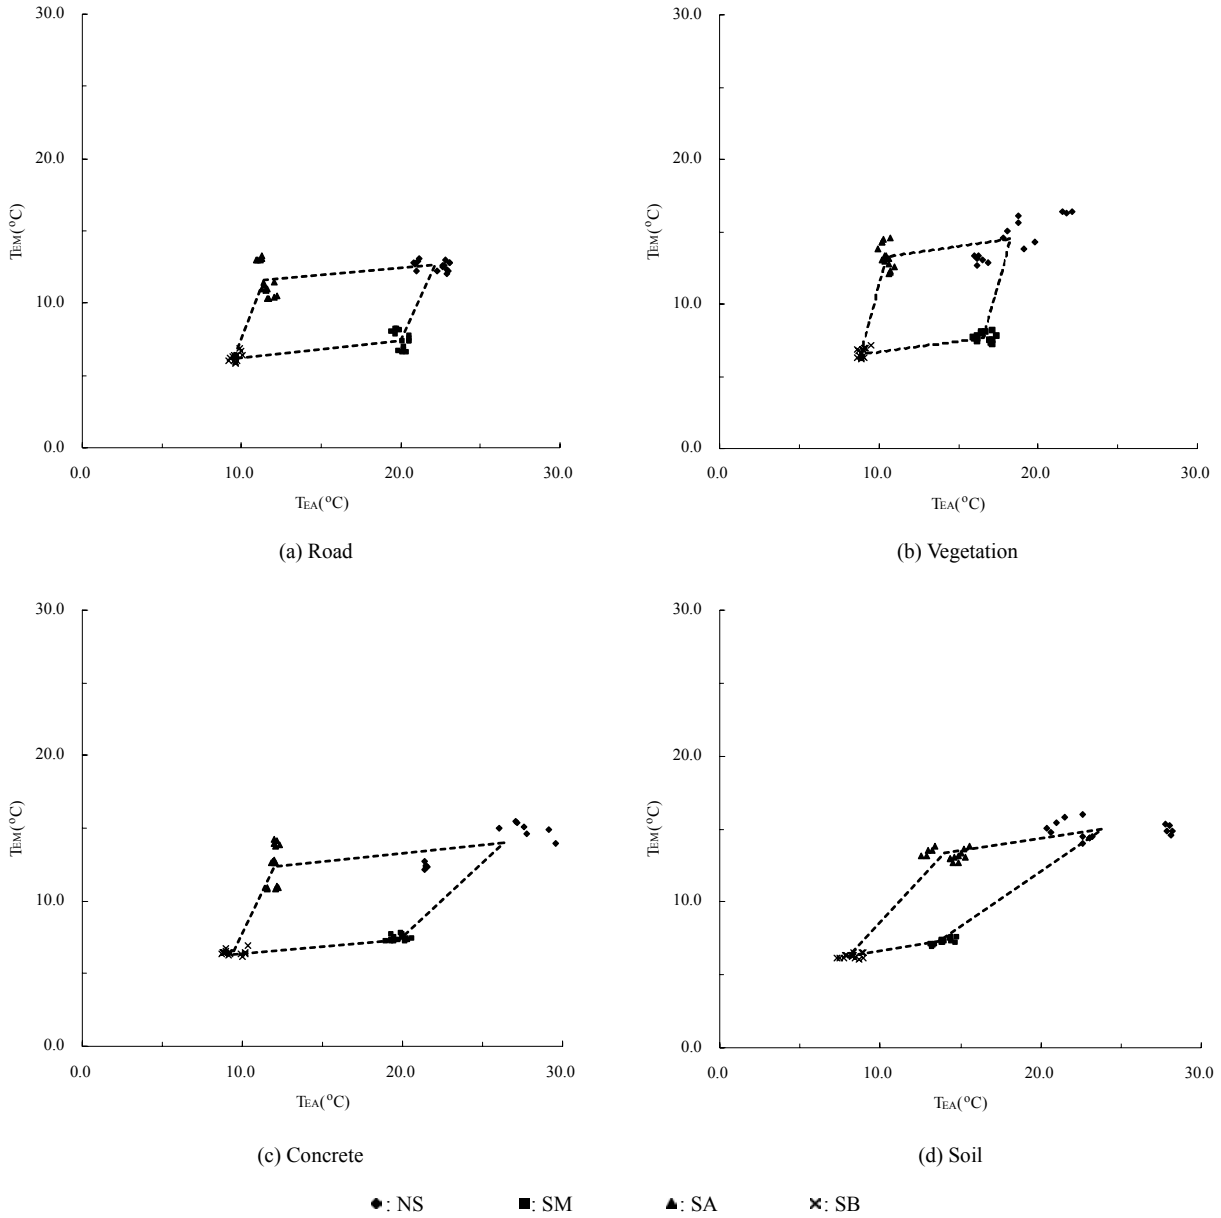 30.0 30.0
20.0 20.0
TEM(°C) TEM(°C)
10.0 10.0
0.0 0.0
0.0 10.0 20.0 30.0 0.0 10.0 20.0 30.0
TEA(°C) TEA(°C)
(a) Road (b) Vegetation
30.0 30.0
20.0 20.0
TEM(°C) TEM(°C)
10.0 10.0
0.0 0.0
0.0 10.0 20.0 30.0 0.0 10.0 20.0 30.0
TEA(°C) TEA(°C)
(c) Concrete (d) Soil
: NS : SM : SA : SB